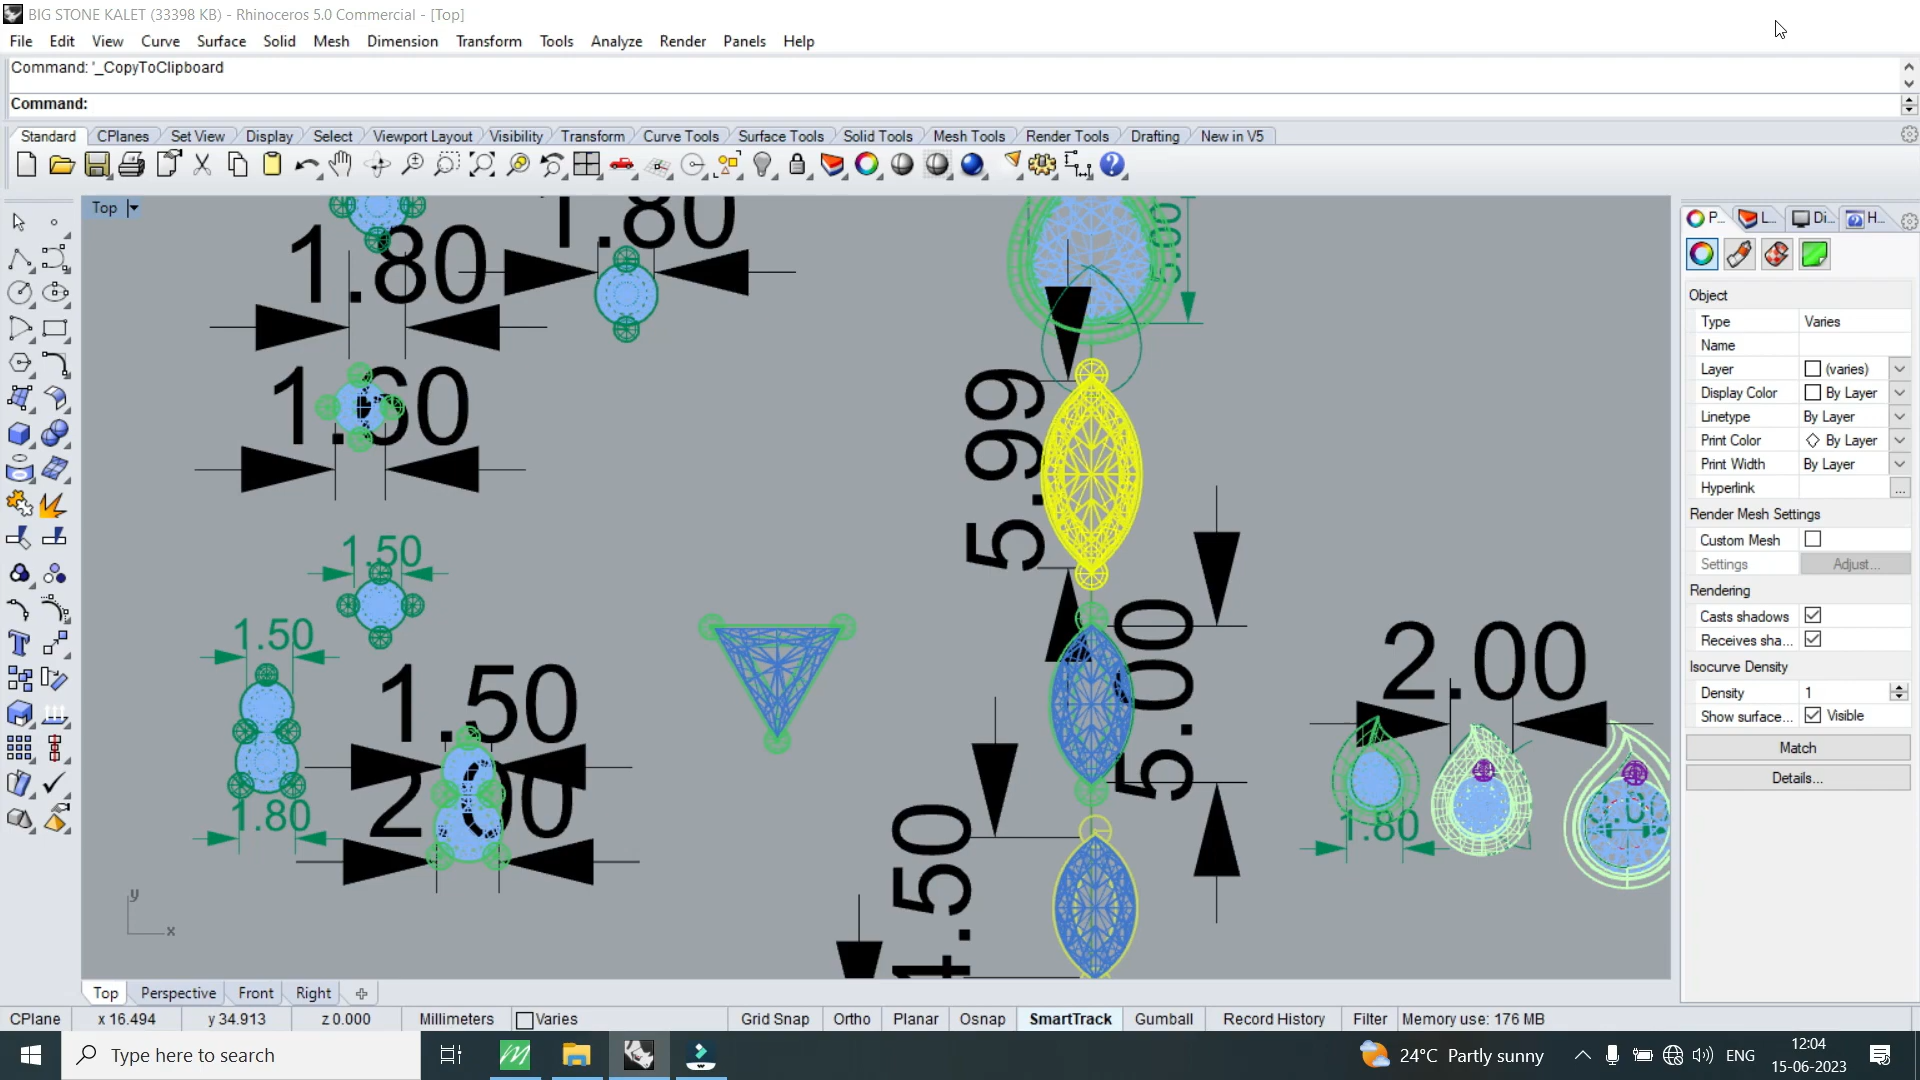 BIG STONE KALET (33398 KB) - Rhinoceros 5.0 Commercial - [Top]
File Edit View Curve Surface Solid Mesh Dimension Transform Tools Analyze Render Panels Help
Command: '_CopyToClipboard
Command:
Standard CPlanes Set View Display Select Viewport Layout Visibility Transform Curve Tools Surface Tools Solid Tools Mesh Tools Render Tools Drafting New in V5
Top
P... L... Di... H...
1.80
1.80
5.00
1.60
5.99
1.50
1.50
1.50
2.00
1.80
5.00
2.00
1.80
1.50
y
x
Object
Type Varies
Name
Layer (varies)
Display Color By Layer
Linetype By Layer
Print Color By Layer
Print Width By Layer
Hyperlink ...
Render Mesh Settings
Custom Mesh
Settings Adjust...
Rendering
Casts shadows
Receives sha...
Isocurve Density
Density 1
Show surface... Visible
Match
Details...
Top Perspective Front Right
CPlane x 16.494 y 34.913 z 0.000 Millimeters Varies Grid Snap Ortho Planar Osnap SmartTrack Gumball Record History Filter Memory use: 176 MB
Type here to search
24°C Partly sunny
ENG
12:04
15-06-2023